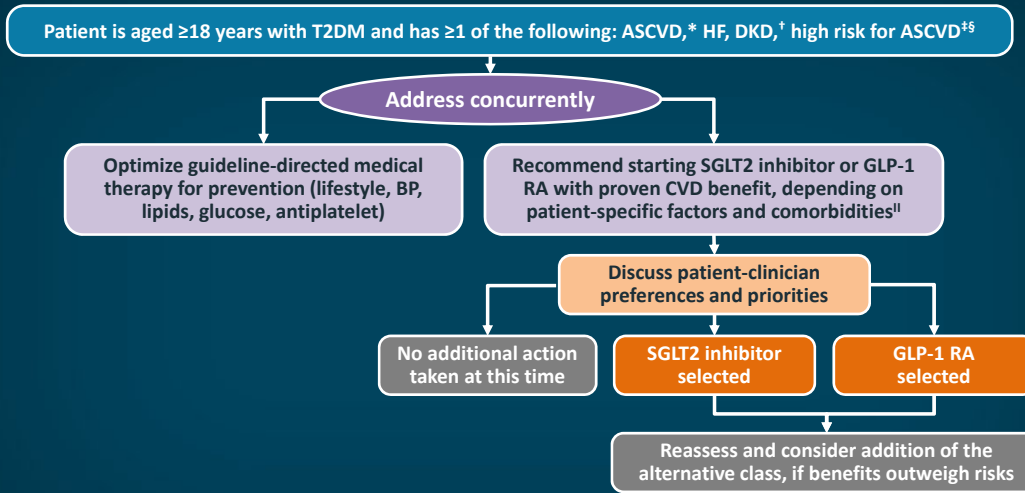 Patient is aged ≥18 years with T2DM and has ≥1 of the following: ASCVD,* HF, DKD,† high risk for ASCVD‡§
Address concurrently
Optimize guideline-directed medical
therapy for prevention (lifestyle, BP,
lipids, glucose, antiplatelet)
Recommend starting SGLT2 inhibitor or GLP-1
RA with proven CVD benefit, depending on
patient-specific factors and comorbidities||
Discuss patient-clinician
preferences and priorities
No additional action
taken at this time
SGLT2 inhibitor
selected
GLP-1 RA
selected
Reassess and consider addition of the
alternative class, if benefits outweigh risks